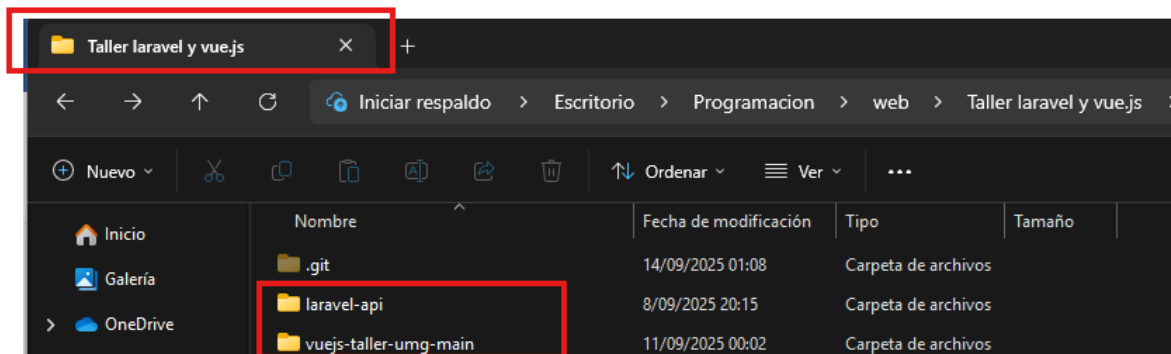 Taller laravel y vue.js
Iniciar respaldo > Escritorio > Programacion > web > Taller laravel y vue.js >
Nuevo Ordenar Ver ...
Nombre Fecha de modificación Tipo Tamaño
Inicio
.git 14/09/2025 01:08 Carpeta de archivos
Galería
laravel-api 8/09/2025 20:15 Carpeta de archivos
OneDrive
vuejs-taller-umg-main 11/09/2025 00:02 Carpeta de archivos